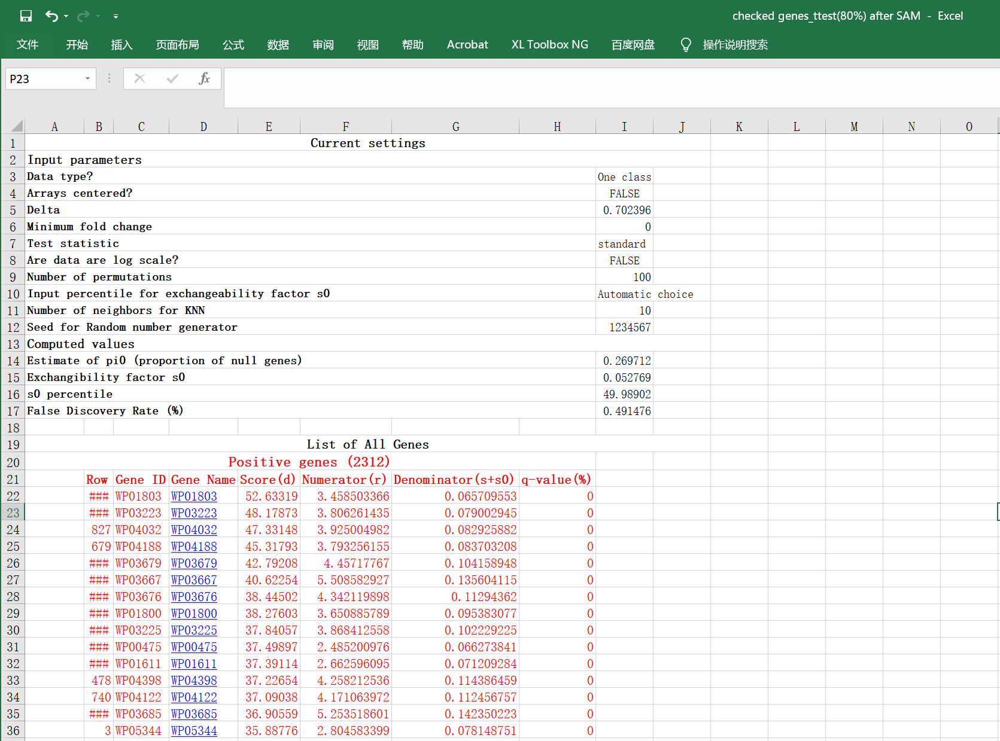 checked genes_ttest(80%) after SAM - Excel
文件 开始 插入 页面布局 公式 数据 审阅 视图 帮助 Acrobat XL Toolbox NG 百度网盘 操作说明搜索
P23 fx
A B C D E F G H I J K L M N O
1 Current settings
2 Input parameters
3 Data type? One class
4 Arrays centered? FALSE
5 Delta 0.702396
6 Minimum fold change 0
7 Test statistic standard
8 Are data are log scale? FALSE
9 Number of permutations 100
10 Input percentile for exchangeability factor s0 Automatic choice
11 Number of neighbors for KNN 10
12 Seed for Random number generator 1234567
13 Computed values
14 Estimate of pi0 (proportion of null genes) 0.269712
15 Exchangibility factor s0 0.052769
16 s0 percentile 49.98902
17 False Discovery Rate (%) 0.491476
18
19 List of All Genes
20 Positive genes (2312)
21 Row Gene ID Gene Name Score(d) Numerator(r) Denominator(s+s0) q-value(%)
22 ### WP01803 WP01803 52.63319 3.458503366 0.065709553 0
23 ### WP03223 WP03223 48.17873 3.806261435 0.079002945 0
24 827 WP04032 WP04032 47.33148 3.925004982 0.082925882 0
25 679 WP04188 WP04188 45.31793 3.793256155 0.083703208 0
26 ### WP03679 WP03679 42.79208 4.45717767 0.104158948 0
27 ### WP03667 WP03667 40.62254 5.508582927 0.135604115 0
28 ### WP03676 WP03676 38.44502 4.342119898 0.11294362 0
29 ### WP01800 WP01800 38.27603 3.650885789 0.095383077 0
30 ### WP03225 WP03225 37.84057 3.868412558 0.102229225 0
31 ### WP00475 WP00475 37.49897 2.485200976 0.066273841 0
32 ### WP01611 WP01611 37.39114 2.662596095 0.071209284 0
33 478 WP04398 WP04398 37.22654 4.258212536 0.114386459 0
34 740 WP04122 WP04122 37.09038 4.171063972 0.112456757 0
35 ### WP03685 WP03685 36.90559 5.253518601 0.142350223 0
36 3 WP05344 WP05344 35.88776 2.804583399 0.078148751 0